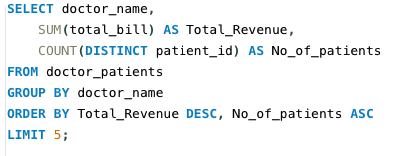 SELECT doctor_name,
    SUM(total_bill) AS Total_Revenue,
    COUNT(DISTINCT patient_id) AS No_of_patients
FROM doctor_patients
GROUP BY doctor_name
ORDER BY Total_Revenue DESC, No_of_patients ASC
LIMIT 5;